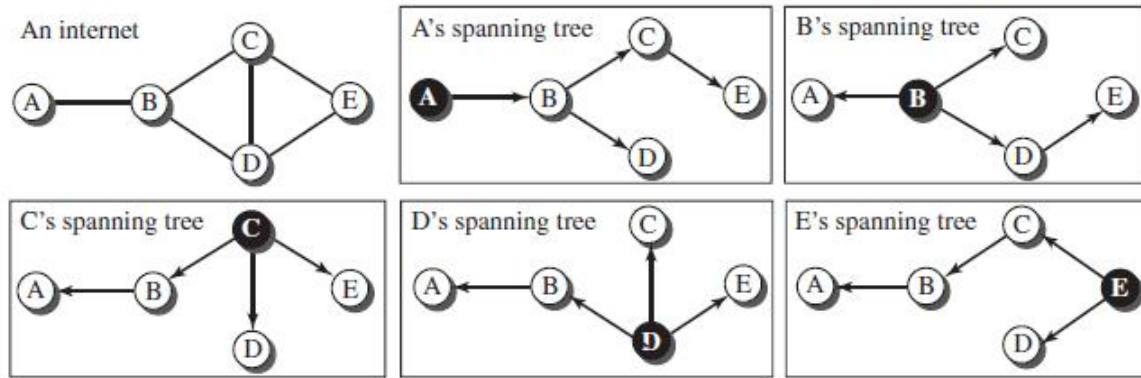 An internet
A
B
C
D
E
A's spanning tree
A
B
C
D
E
B's spanning tree
A
B
C
D
E
C's spanning tree
A
B
C
D
E
D's spanning tree
A
B
C
D
E
E's spanning tree
A
B
C
D
E